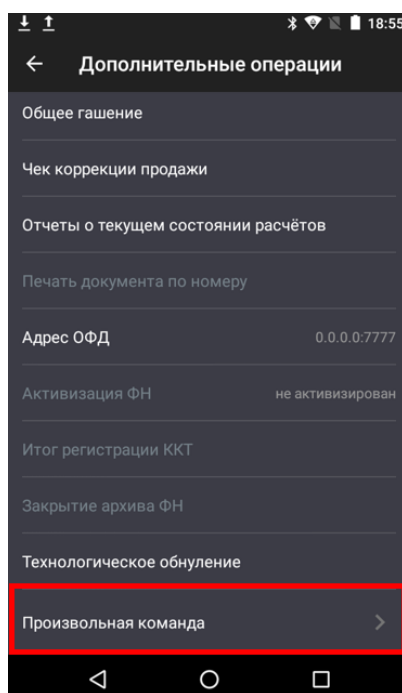 18:55
Дополнительные операции
Общее гашение
Чек коррекции продажи
Отчеты о текущем состоянии расчётов
Печать документа по номеру
Адрес ОФД 0.0.0.0:7777
Активизация ФН не активизирован
Итог регистрации ККТ
Закрытие архива ФН
Технологическое обнуление
Произвольная команда